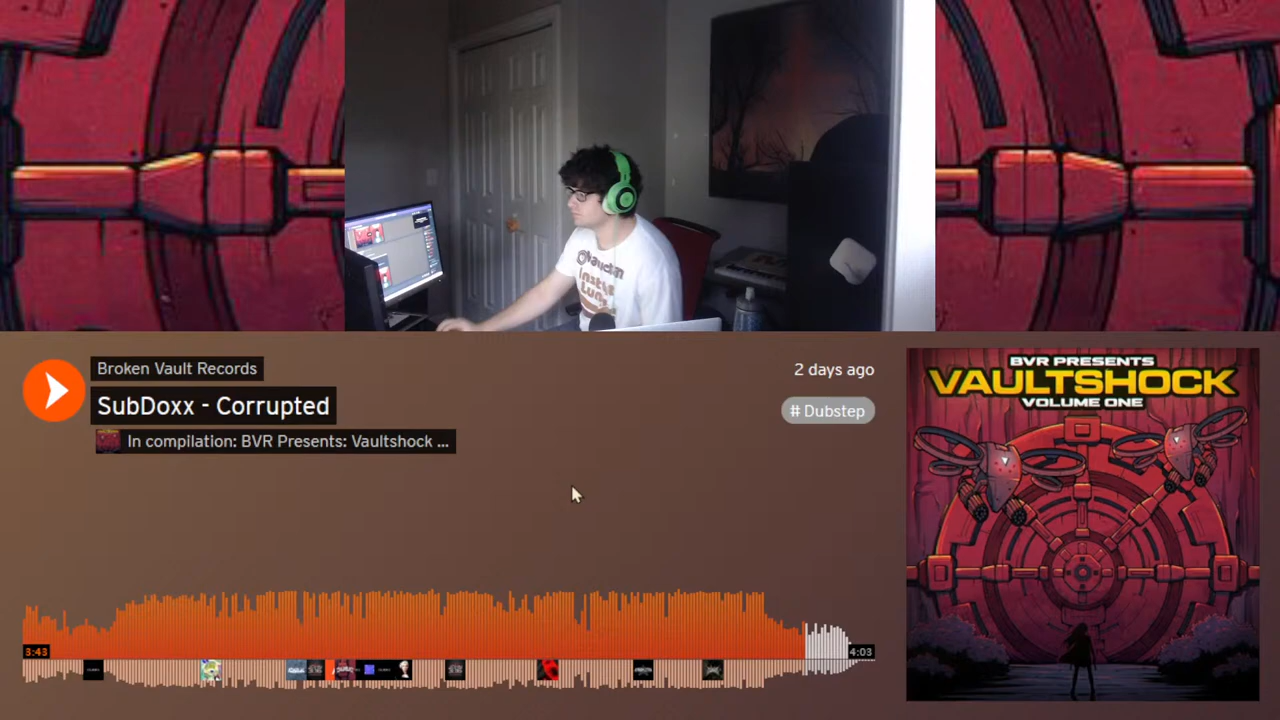 Broken Vault Records
SubDoxx - Corrupted
In compilation: BVR Presents: Vaultshock ...
2 days ago
# Dubstep
3:43
4:03
BVR PRESENTS
VAULTSHOCK
VOLUME ONE